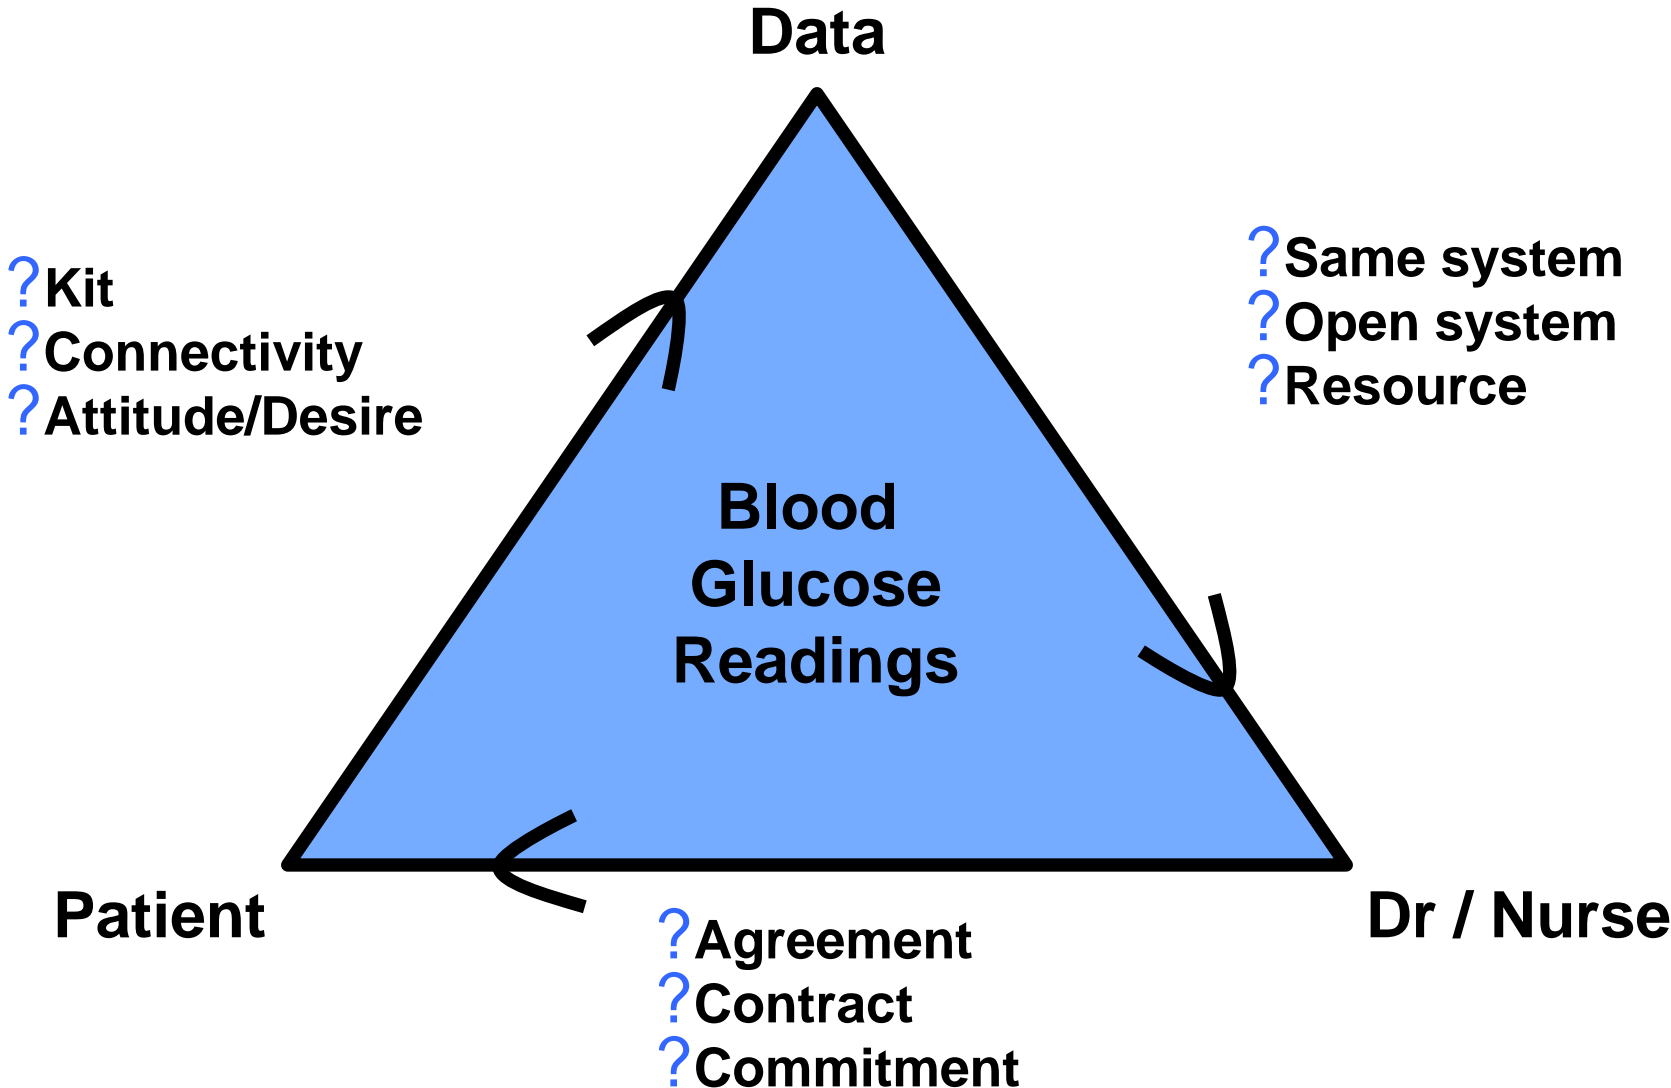 Data
?Kit
?Connectivity
?Attitude/Desire
?Same system
?Open system
?Resource
Blood
Glucose
Readings
Patient
Dr / Nurse
?Agreement
?Contract
?Commitment